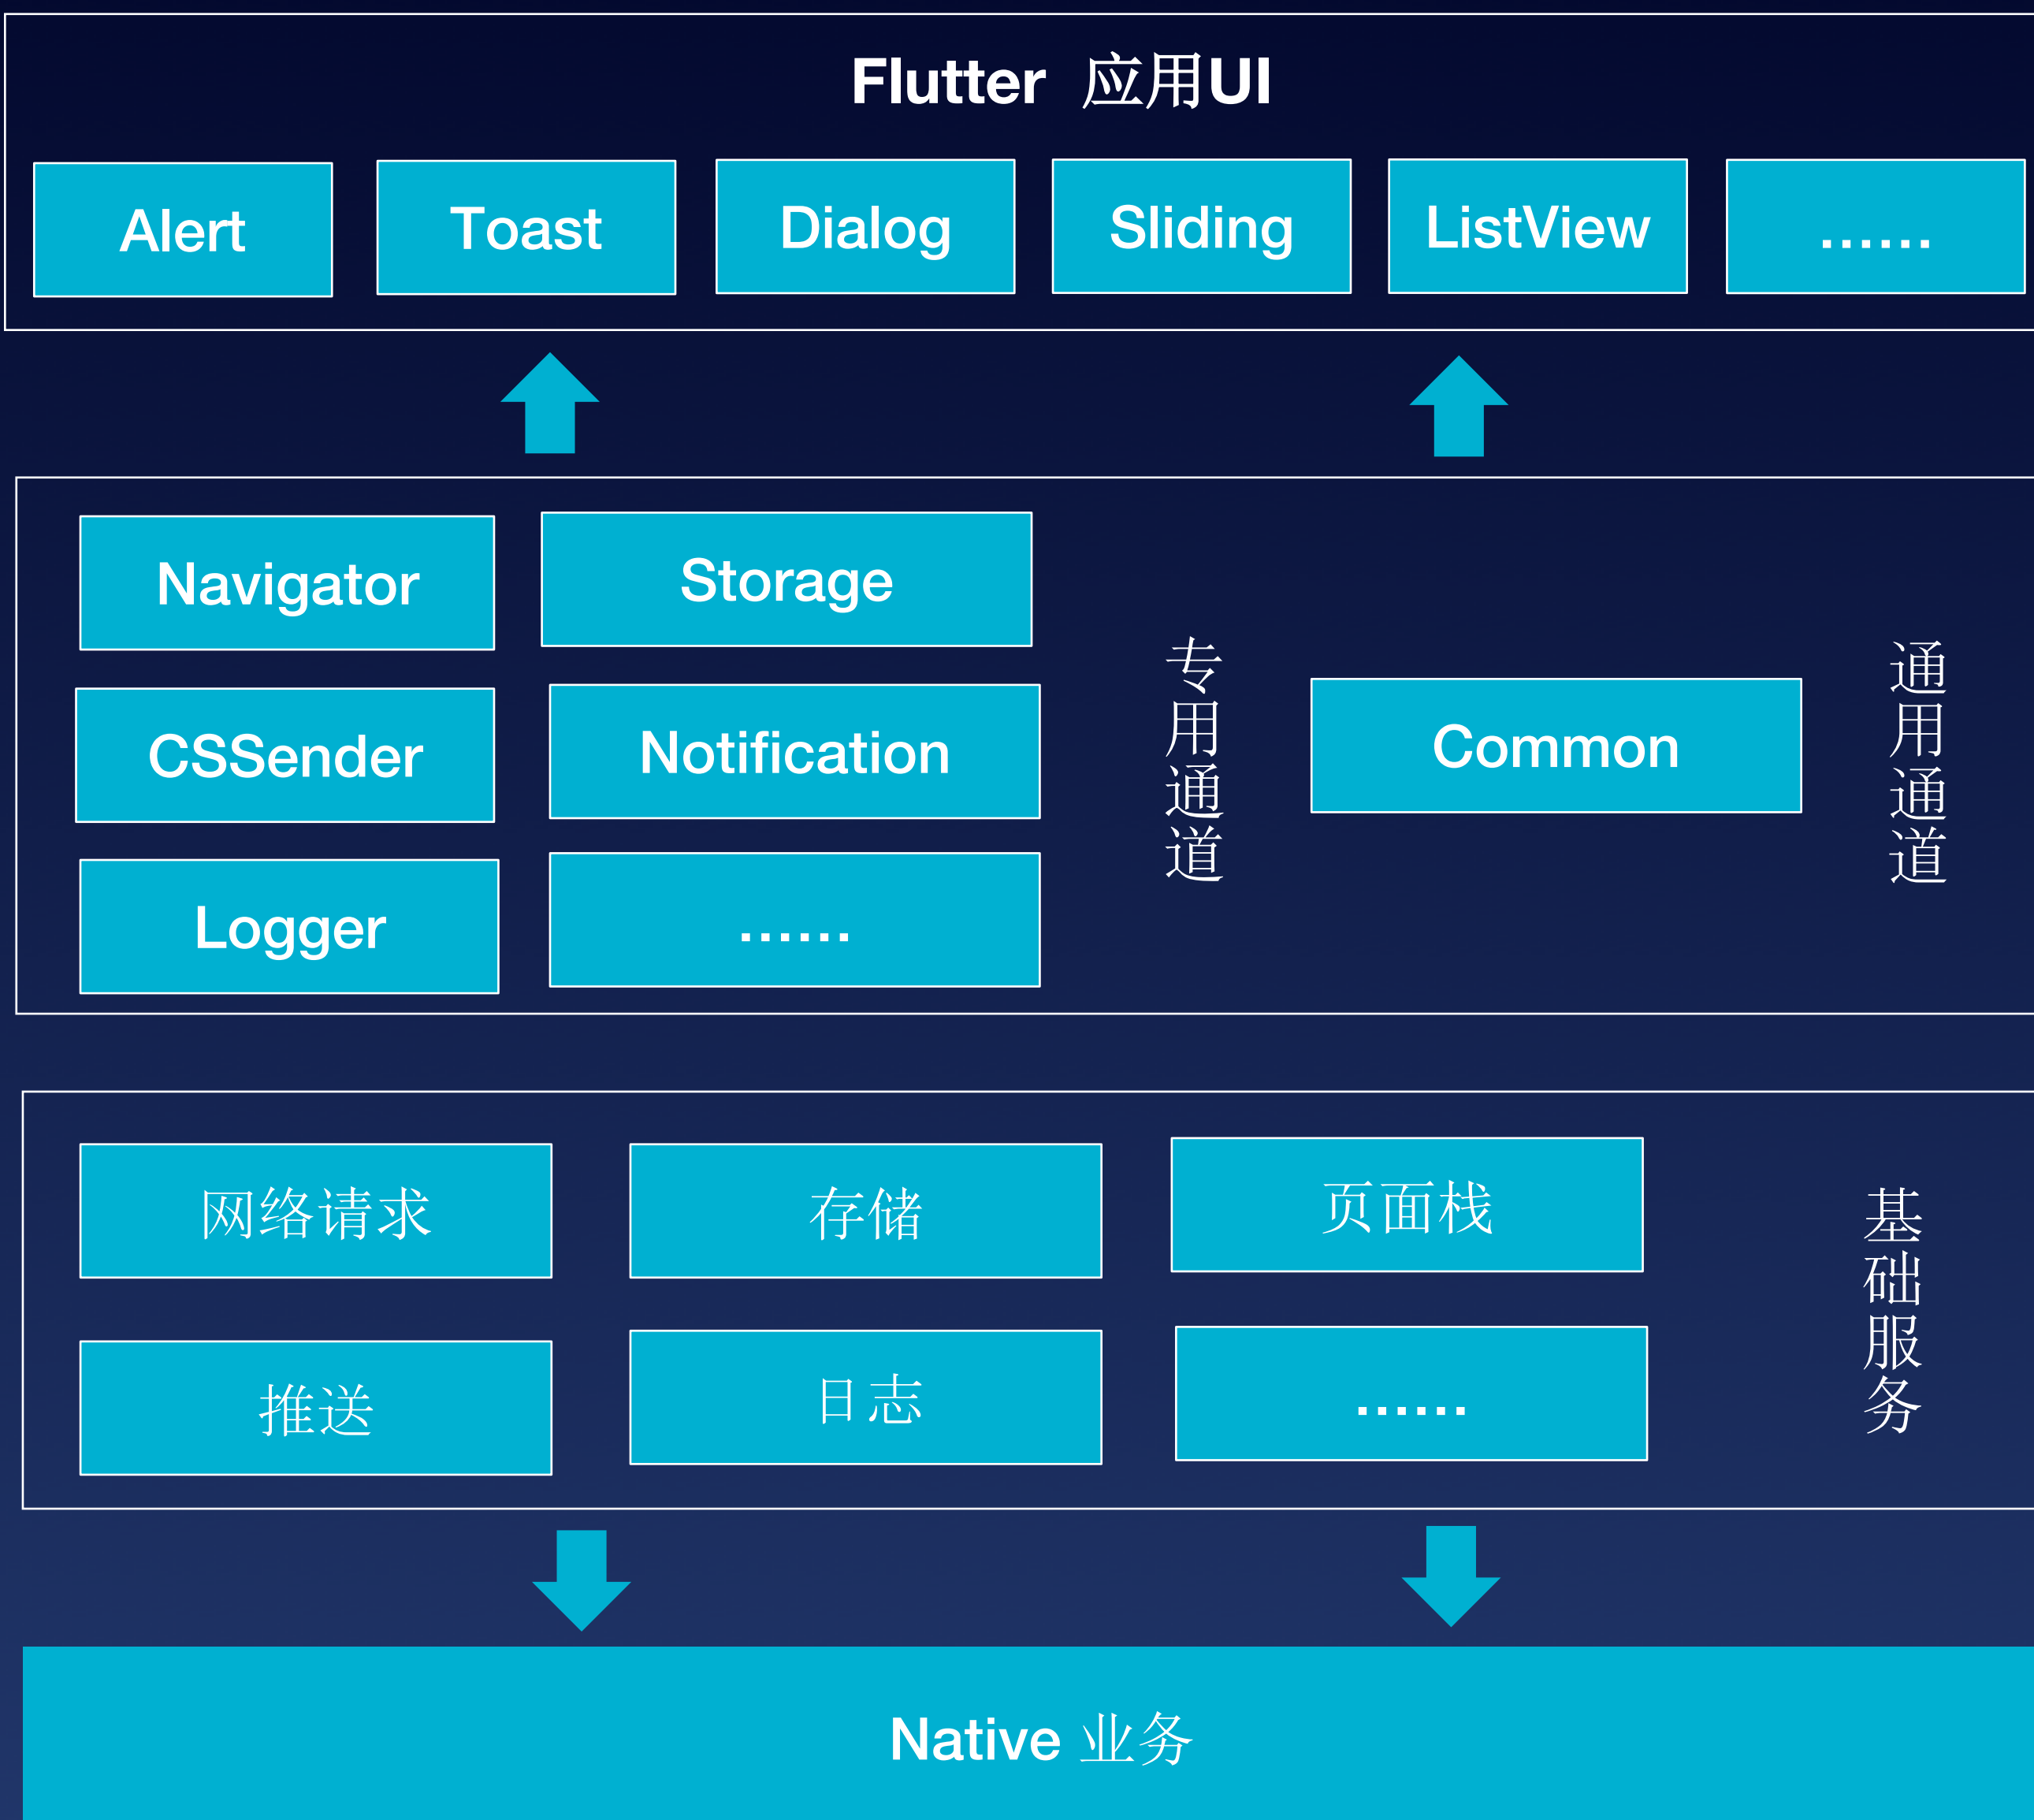 Flutter 应用UI
Alert
Toast
Dialog
Sliding
ListView
......
Navigator
Storage
CSSender
Notification
Logger
......
专用通道
Common
通用通道
网络请求
存储
页面栈
推送
日志
......
基础服务
Native 业务